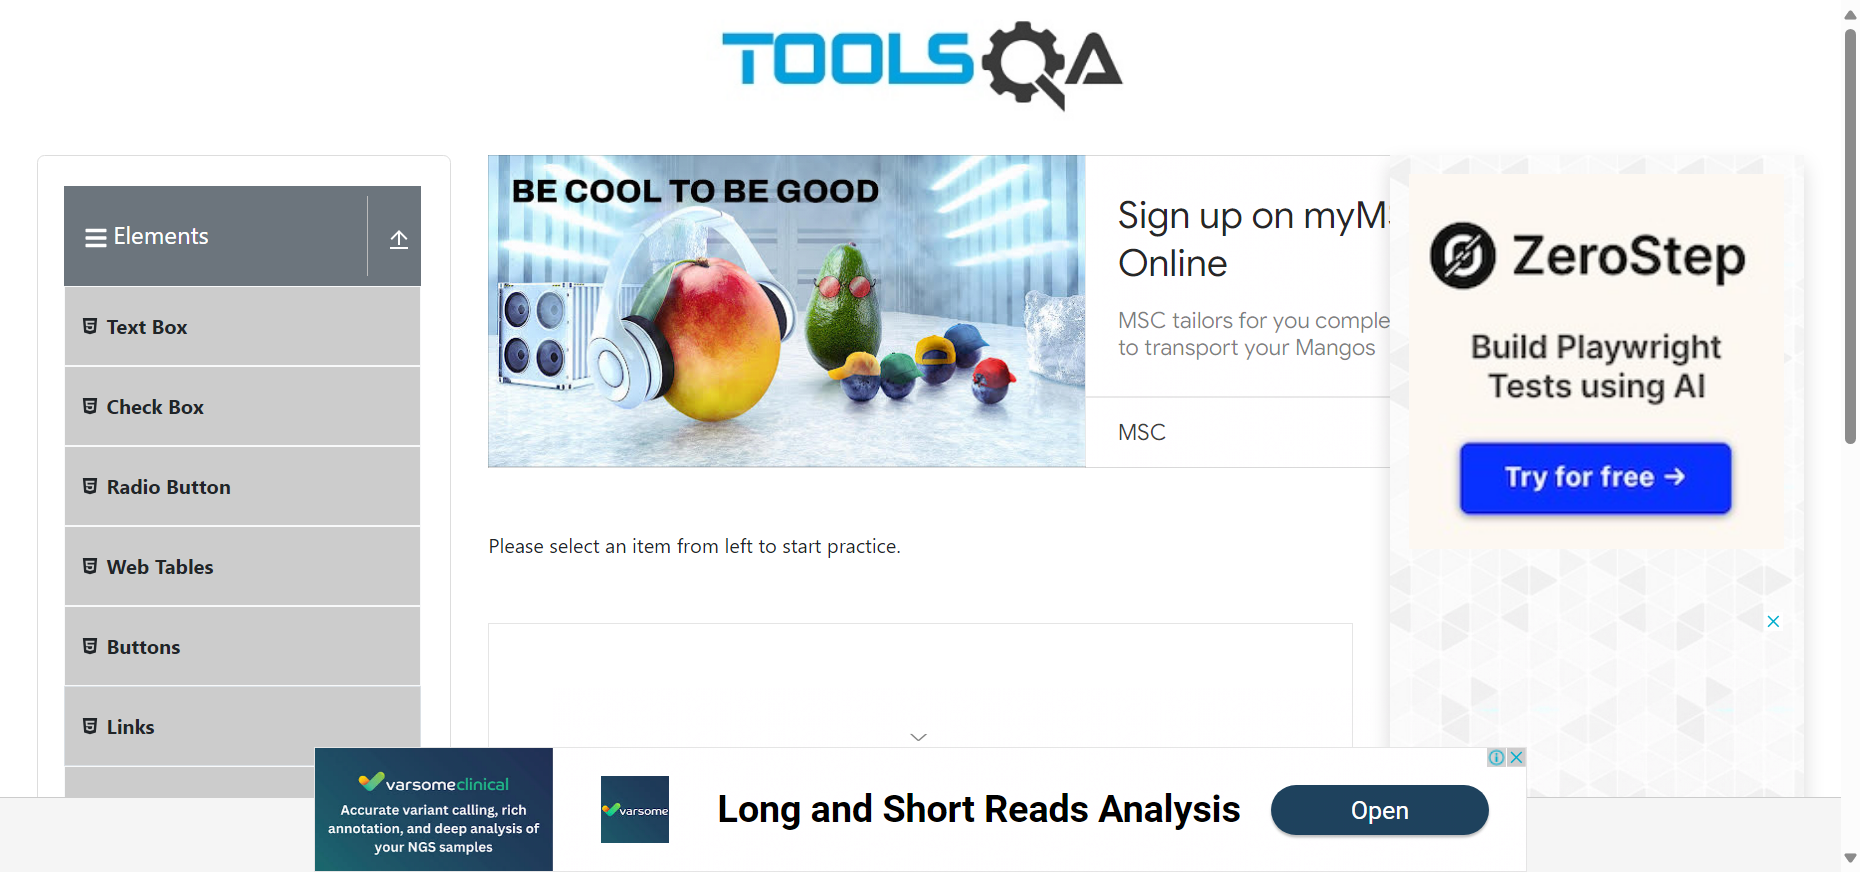 TOOLSQA
Elements
Text Box
Check Box
Radio Button
Web Tables
Buttons
Links
BE COOL TO BE GOOD
Sign up on myM
Online
MSC tailors for you comple
to transport your Mangos
MSC
Please select an item from left to start practice.
ZeroStep
Build Playwright
Tests using AI
Try for free →
varsomeclinical
Accurate variant calling, rich
annotation, and deep analysis of
your NGS samples
varsome
Long and Short Reads Analysis
Open